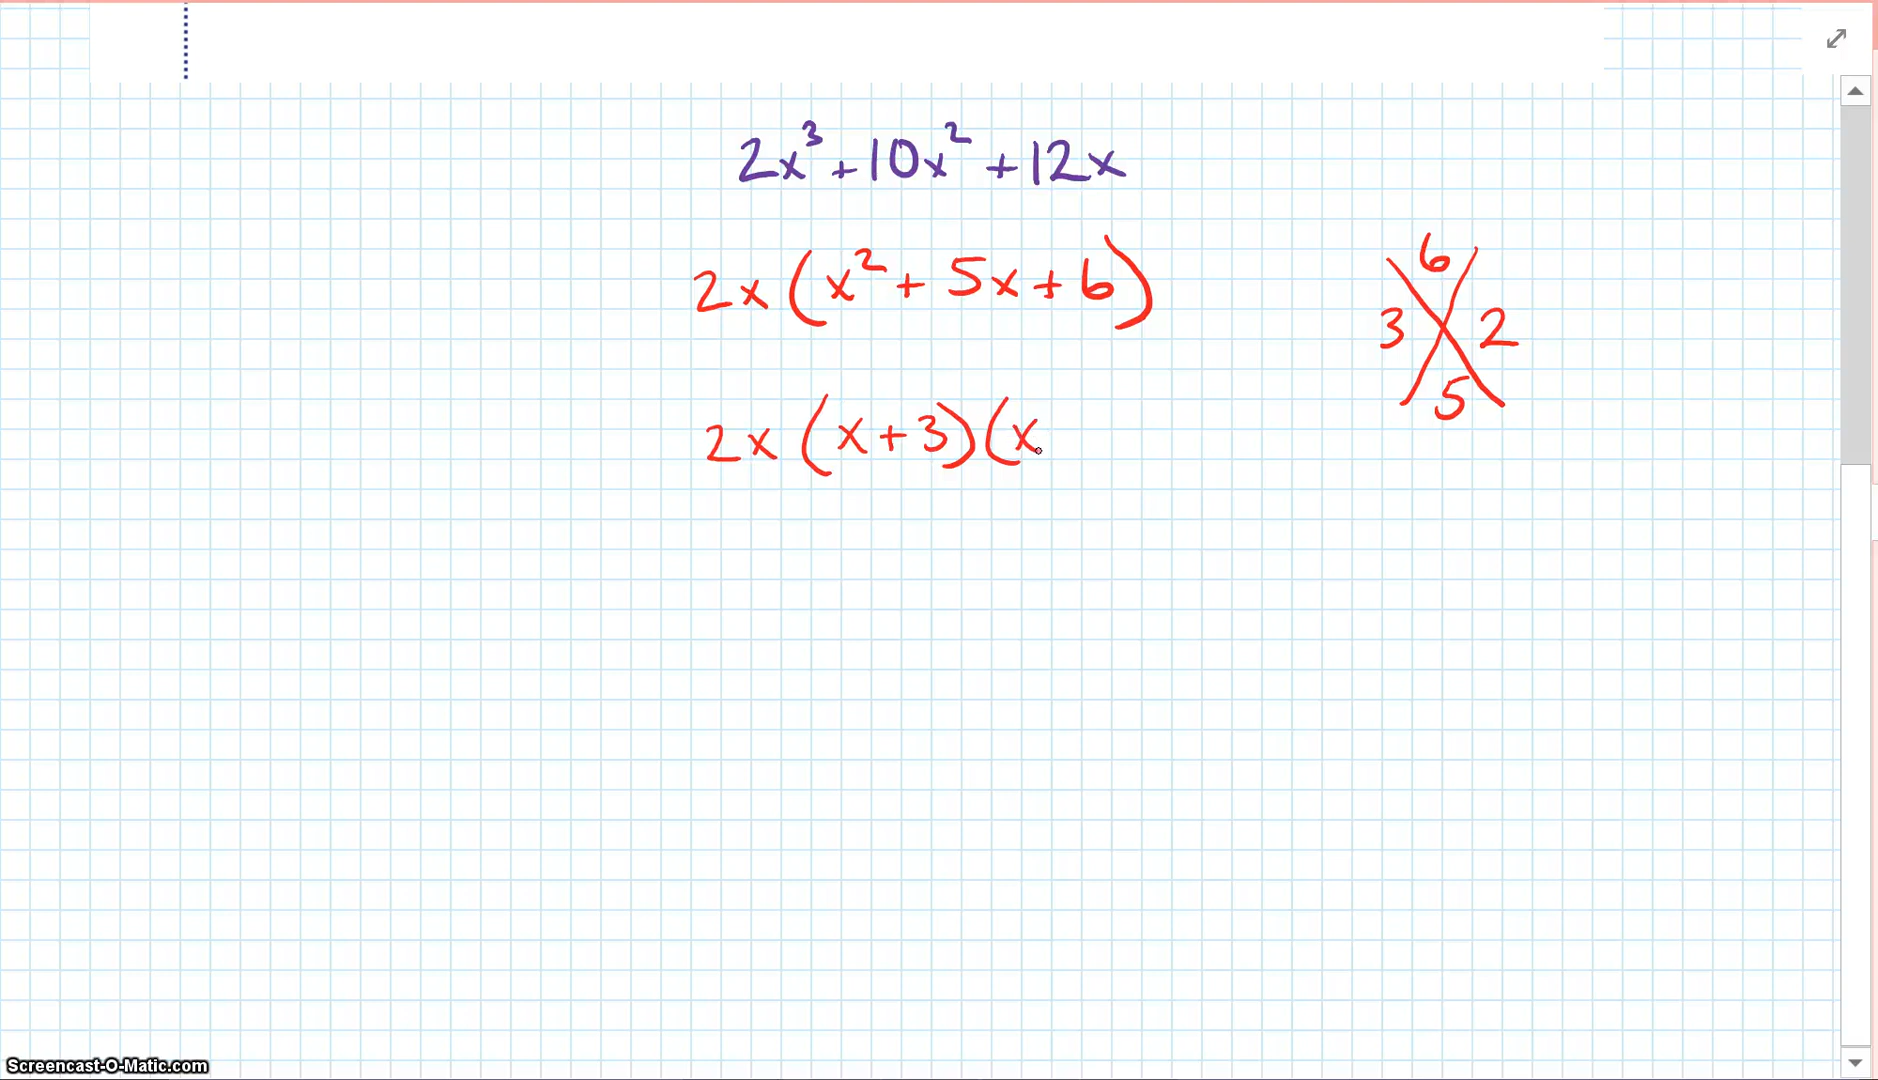 2x³ + 10x² + 12x
2x (x² + 5x + 6)
6
3 2
5
2x (x + 3) (x
Screencast-O-Matic.com